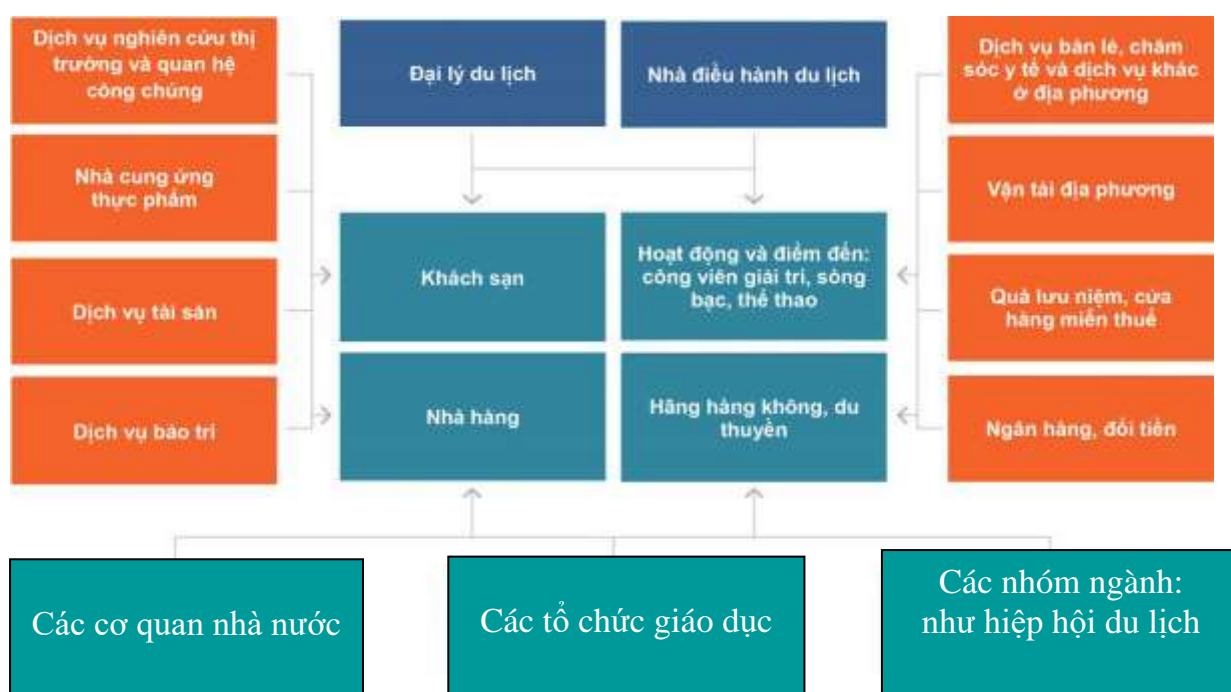 Dịch vụ nghiên cứu thị
trường và quan hệ
công chúng
Đại lý du lịch
Nhà điều hành du lịch
Dịch vụ bán lẻ, chăm
sóc y tế và dịch vụ khác
ở địa phương
Nhà cung ứng
thực phẩm
Vận tải địa phương
Khách sạn
Hoạt động và điểm đến:
công viên giải trí, sòng
bạc, thể thao
Dịch vụ tài sản
Quà lưu niệm, cửa
hàng miễn thuế
Dịch vụ bảo trì
Nhà hàng
Hãng hàng không, du
thuyền
Ngân hàng, đổi tiền
Các cơ quan nhà nước
Các tổ chức giáo dục
Các nhóm ngành:
như hiệp hội du lịch